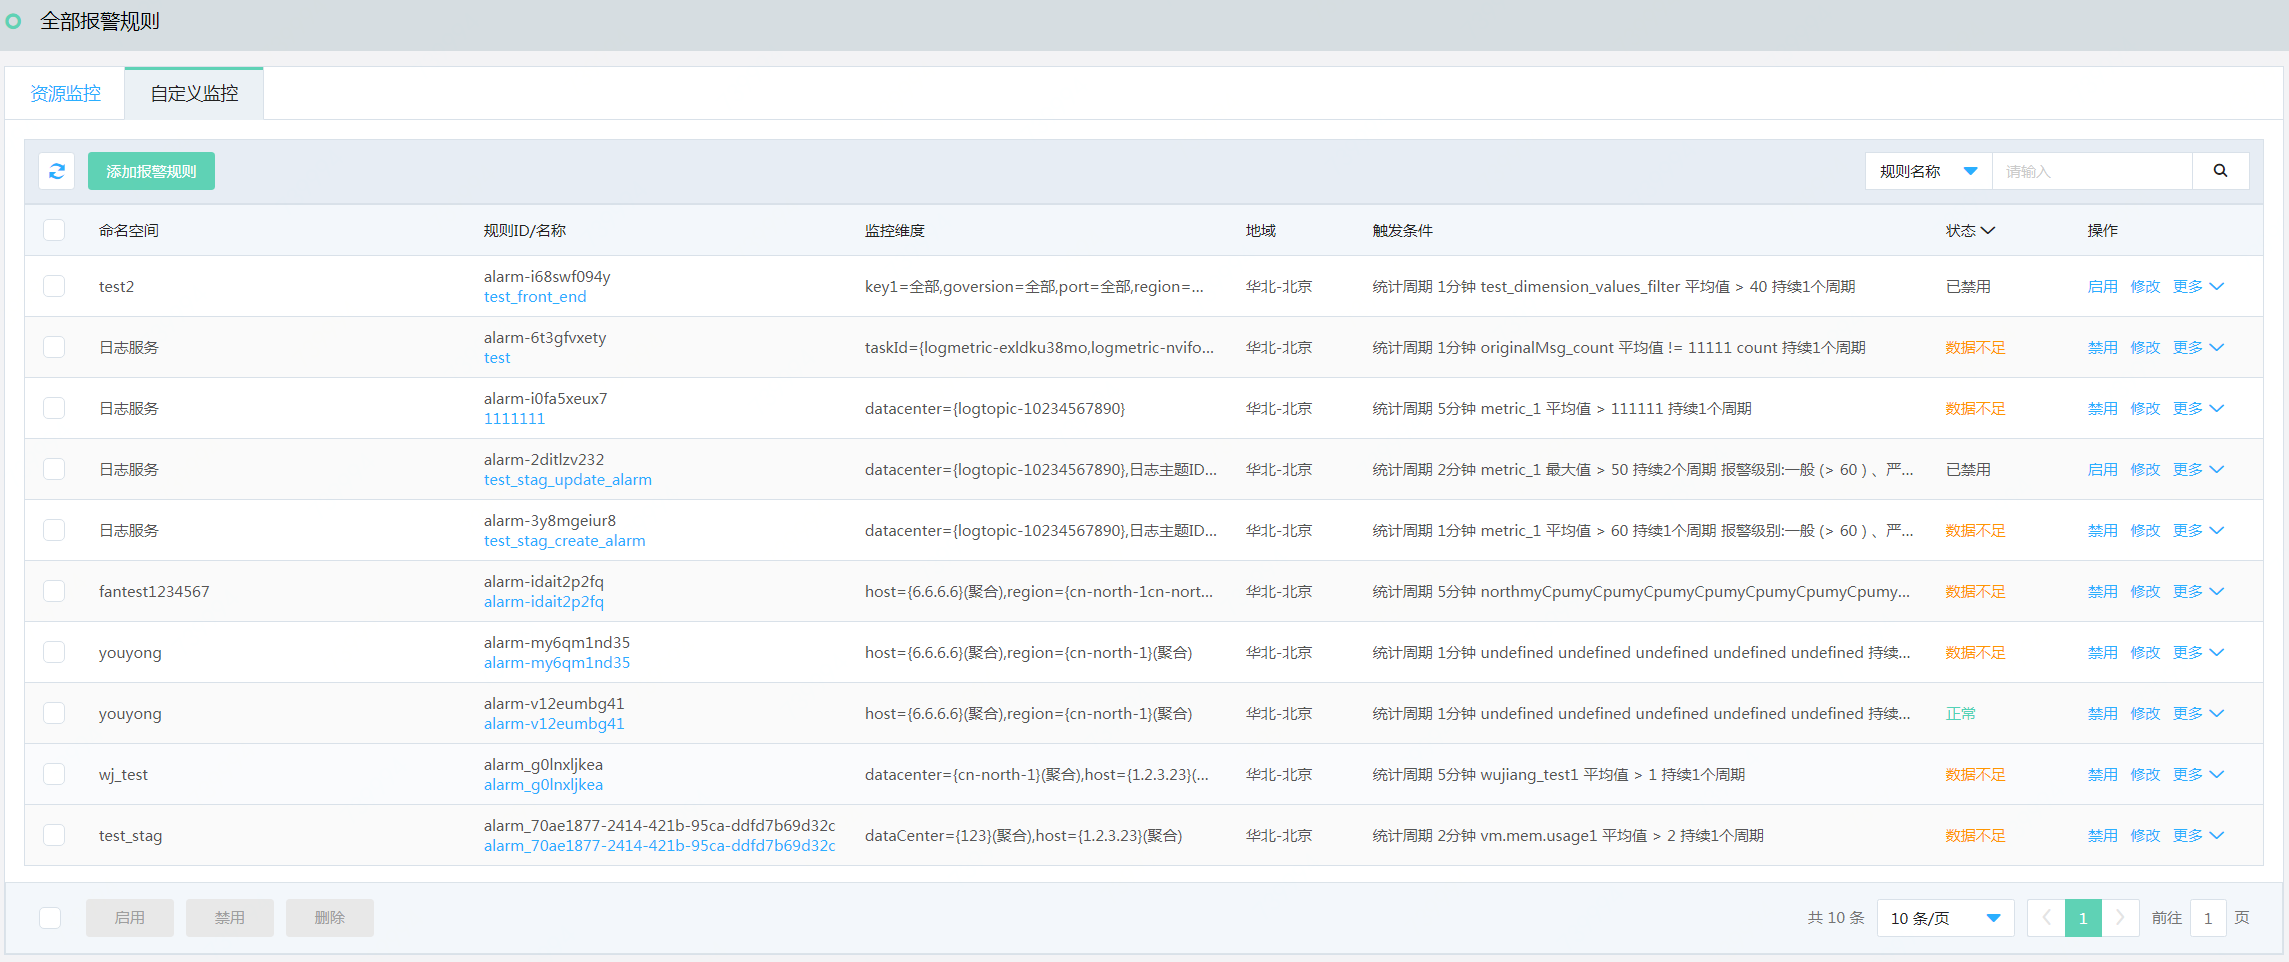 全部报警规则
资源监控 自定义监控
添加报警规则 规则名称 请输入
命名空间 规则ID/名称 监控维度 地域 触发条件 状态 操作
test2 alarm-i68swf094y
test_front_end key1=全部,goversion=全部,port=全部,region=... 华北-北京 统计周期 1分钟 test_dimension_values_filter 平均值 > 40 持续1个周期 已禁用 启用 修改 更多
日志服务 alarm-6t3gfvxety
test taskId={logmetric-exldku38mo,logmetric-nvifo... 华北-北京 统计周期 1分钟 originalMsg_count 平均值 != 11111 count 持续1个周期 数据不足 禁用 修改 更多
日志服务 alarm-i0fa5xeux7
1111111 datacenter={logtopic-10234567890} 华北-北京 统计周期 5分钟 metric_1 平均值 > 111111 持续1个周期 数据不足 禁用 修改 更多
日志服务 alarm-2ditlzv232
test_stag_update_alarm datacenter={logtopic-10234567890},日志主题ID... 华北-北京 统计周期 2分钟 metric_1 最大值 > 50 持续2个周期 报警级别:一般 (> 60 ) 、严... 已禁用 启用 修改 更多
日志服务 alarm-3y8mgeiur8
test_stag_create_alarm datacenter={logtopic-10234567890},日志主题ID... 华北-北京 统计周期 1分钟 metric_1 平均值 > 60 持续1个周期 报警级别:一般 (> 60 ) 、严... 数据不足 禁用 修改 更多
fantest1234567 alarm-idait2p2fq
alarm-idait2p2fq host={6.6.6.6}(聚合),region={cn-north-1cn-nort... 华北-北京 统计周期 5分钟 northmyCpumyCpumyCpumyCpumyCpumyCpumyCpumy... 数据不足 禁用 修改 更多
youyong alarm-my6qm1nd35
alarm-my6qm1nd35 host={6.6.6.6}(聚合),region={cn-north-1}(聚合) 华北-北京 统计周期 1分钟 undefined undefined undefined undefined undefined 持续... 数据不足 禁用 修改 更多
youyong alarm-v12eumbg41
alarm-v12eumbg41 host={6.6.6.6}(聚合),region={cn-north-1}(聚合) 华北-北京 统计周期 1分钟 undefined undefined undefined undefined undefined 持续... 正常 禁用 修改 更多
wj_test alarm_g0lnxljkea
alarm_g0lnxljkea datacenter={cn-north-1}(聚合),host={1.2.3.23}(... 华北-北京 统计周期 5分钟 wujiang_test1 平均值 > 1 持续1个周期 数据不足 禁用 修改 更多
test_stag alarm_70ae1877-2414-421b-95ca-ddfd7b69d32c
alarm_70ae1877-2414-421b-95ca-ddfd7b69d32c dataCenter={123}(聚合),host={1.2.3.23}(聚合) 华北-北京 统计周期 2分钟 vm.mem.usage1 平均值 > 2 持续1个周期 数据不足 禁用 修改 更多
启用 禁用 删除 共 10 条 10 条/页 1 前往 1 页